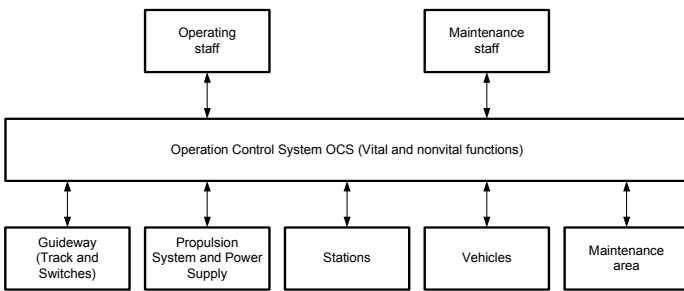 Operating
staff
Maintenance
staff
Operation Control System OCS (Vital and nonvital functions)
Guideway
(Track and
Switches)
Propulsion
System and Power
Supply
Stations
Vehicles
Maintenance
area